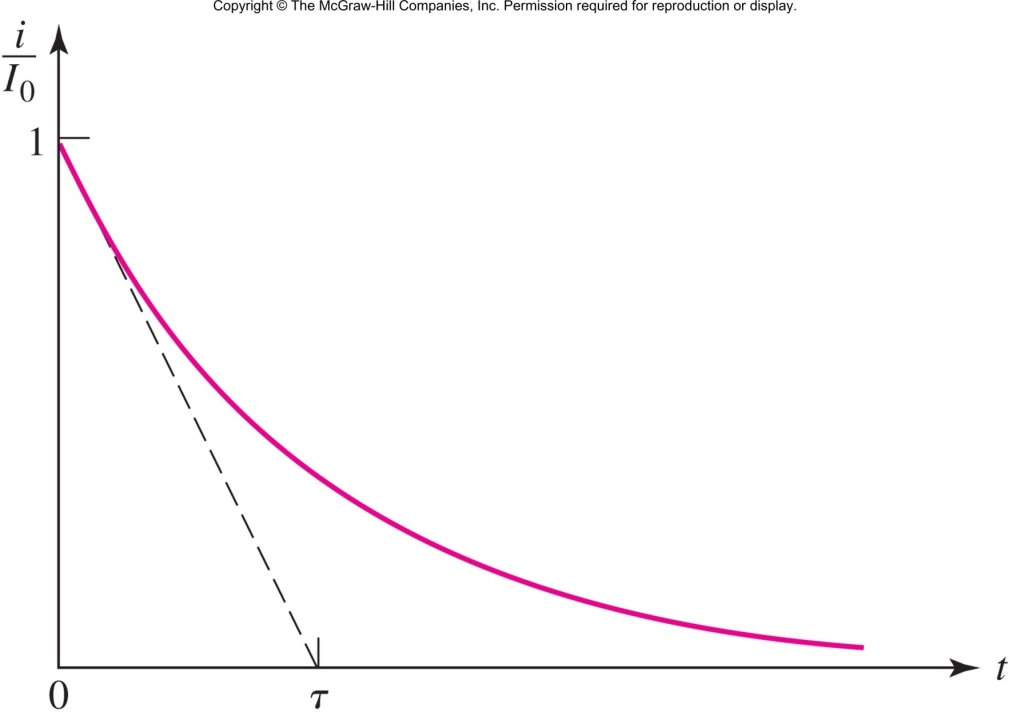 Copyright © The McGraw-Hill Companies, Inc. Permission required for reproduction or display.
i
I₀
1
t
0
τ